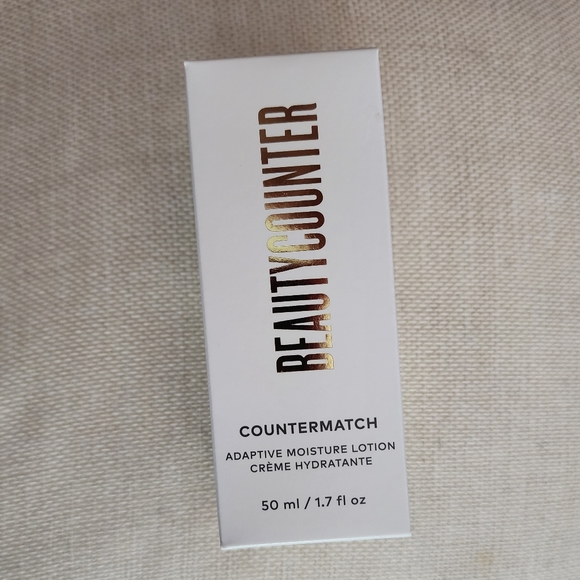 BEAUTYCOUNTER
COUNTERMATCH
ADAPTIVE MOISTURE LOTION
CRÈME HYDRATANTE
50 ml / 1.7 fl oz